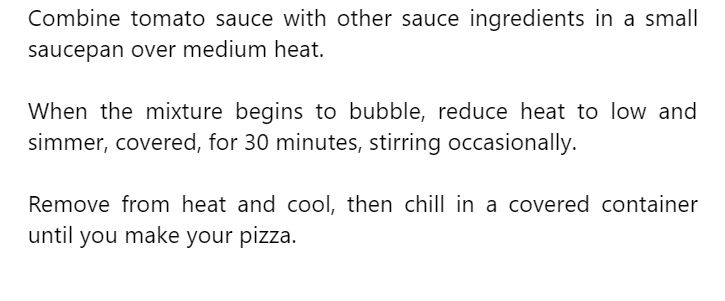 Combine tomato sauce with other sauce ingredients in a small
saucepan over medium heat.
When the mixture begins to bubble, reduce heat to low and
simmer, covered, for 30 minutes, stirring occasionally.
Remove from heat and cool, then chill in a covered container
until you make your pizza.